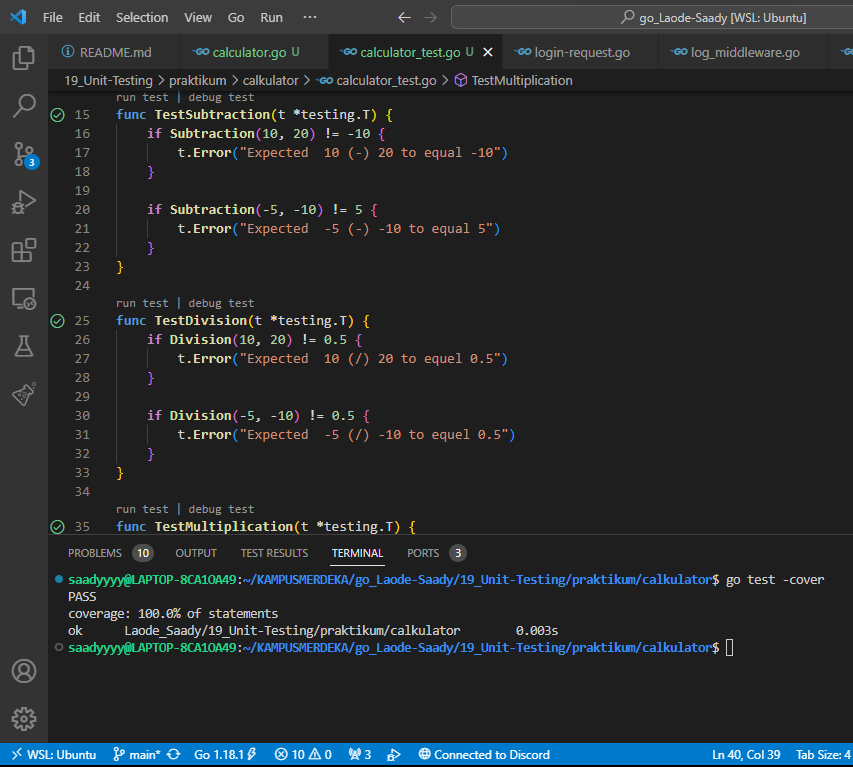 File Edit Selection View Go Run ··· ← → go_Laode-Saady [WSL: Ubuntu]
README.md calculator.go U calculator_test.go U × login-request.go log_middleware.go
19_Unit-Testing > praktikum > calkulator > calculator_test.go > TestMultiplication
run test | debug test
15 func TestSubtraction(t *testing.T) {
16 if Subtraction(10, 20) != -10 {
17 t.Error("Expected  10 (-) 20 to equal -10")
18 }
19
20 if Subtraction(-5, -10) != 5 {
21 t.Error("Expected  -5 (-) -10 to equal 5")
22 }
23 }
24
run test | debug test
25 func TestDivision(t *testing.T) {
26 if Division(10, 20) != 0.5 {
27 t.Error("Expected  10 (/) 20 to equel 0.5")
28 }
29
30 if Division(-5, -10) != 0.5 {
31 t.Error("Expected  -5 (/) -10 to equel 0.5")
32 }
33 }
34
run test | debug test
35 func TestMultiplication(t *testing.T) {
3
PROBLEMS 10 OUTPUT TEST RESULTS TERMINAL PORTS 3
saadyyyy@LAPTOP-8CA1OA49:~/KAMPUSMERDEKA/go_Laode-Saady/19_Unit-Testing/praktikum/calkulator$ go test -cover
PASS
coverage: 100.0% of statements
ok Laode_Saady/19_Unit-Testing/praktikum/calkulator 0.003s
saadyyyy@LAPTOP-8CA1OA49:~/KAMPUSMERDEKA/go_Laode-Saady/19_Unit-Testing/praktikum/calkulator$
WSL: Ubuntu main* Go 1.18.1 10 0 3 Connected to Discord Ln 40, Col 39 Tab Size: 4